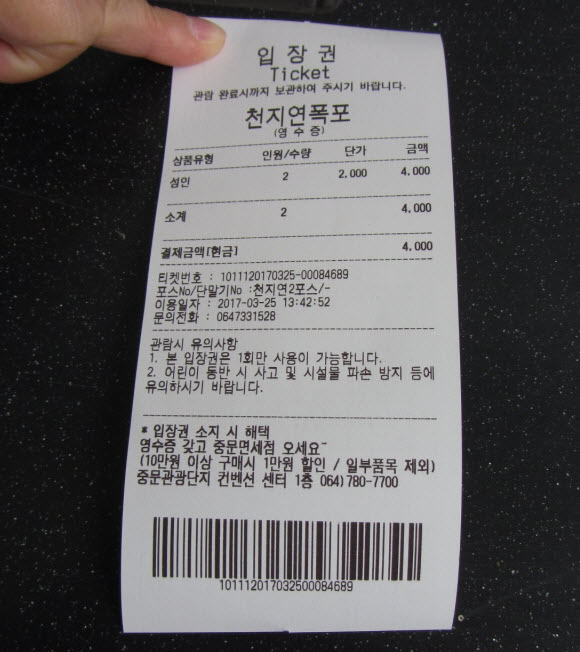 입 장 권
Ticket
관람 완료시까지 보관하여 주시기 바랍니다.
천지연폭포
(영 수 증)
상품유형 인원/수량 단가 금액
성인 2 2,000 4,000
소계 2 4,000
결제금액[현금] 4,000
티켓번호 : 1011120170325-00084689
포스No/단말기No :천지연2포스/-
이용일자 : 2017-03-25 13:42:52
문의전화 : 0647331528
관람시 유의사항
1. 본 입장권은 1회만 사용이 가능합니다.
2. 어린이 동반 시 사고 및 시설물 파손 방지 등에
유의하시기 바랍니다.
* 입장권 소지 시 해택
영수증 갖고 중문면세점 오세요~
(10만원 이상 구매시 1만원 할인 / 일부품목 제외)
중문관광단지 컨벤션 센터 1층 064)780-7700
101112017032500084689